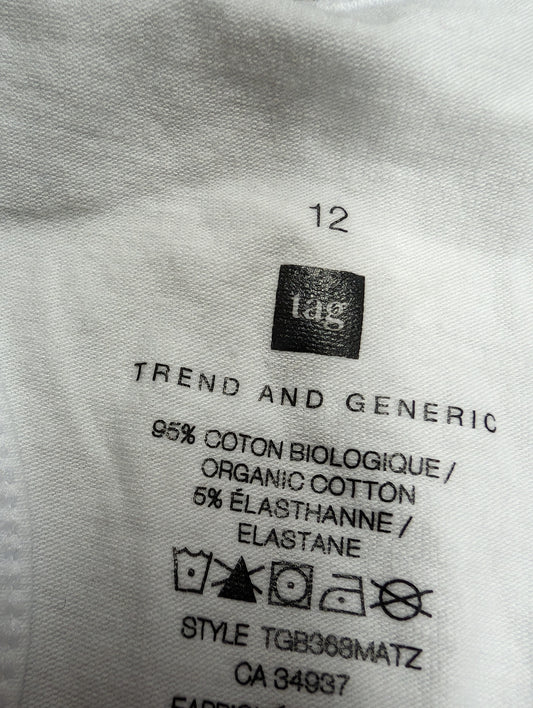 12
tag
TREND AND GENERIC
95% COTON BIOLOGIQUE /
ORGANIC COTTON
5% ÉLASTHANNE /
ELASTANE
STYLE TGB368MATZ
CA 34937